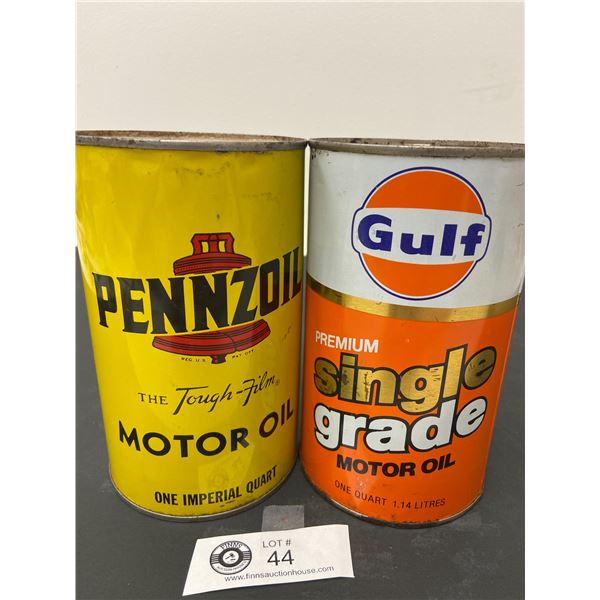 PENNZOIL
REG. U.S. PAT. OFF.
THE Tough-Film ®
MOTOR OIL
ONE IMPERIAL QUART
Gulf
PREMIUM
single
grade
MOTOR OIL
ONE QUART 1.14 LITRES
FINNS
LOT #
44
www.finnsauctionhouse.com